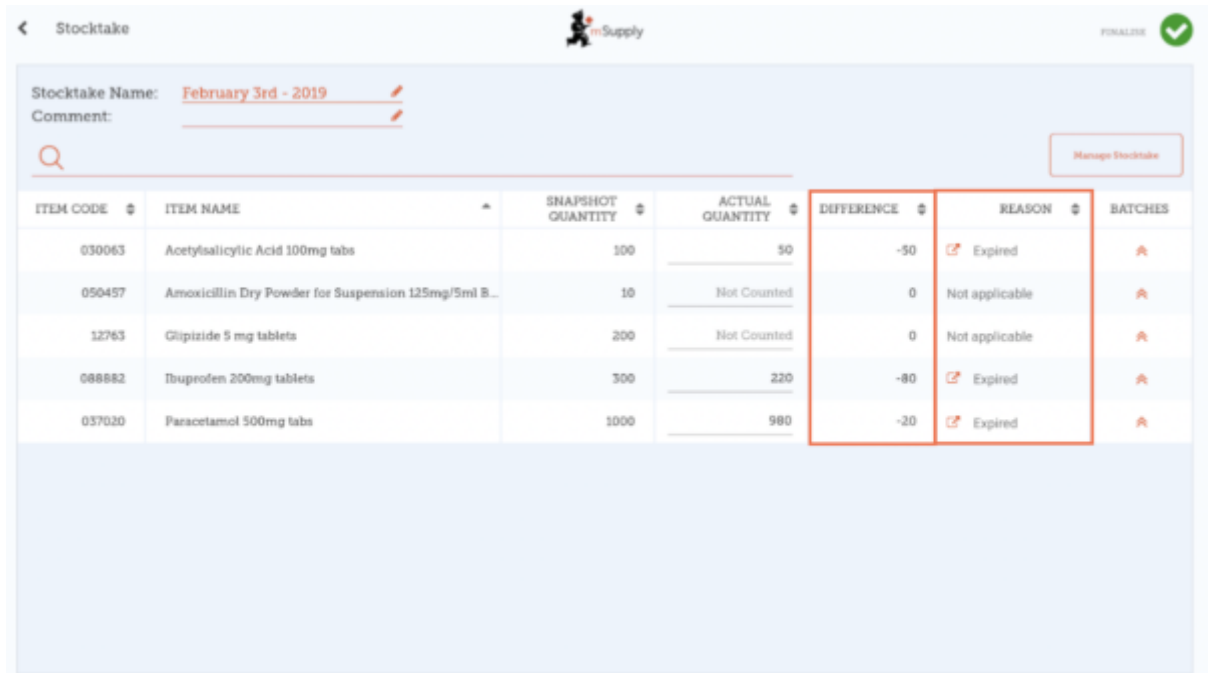 Stocktake
mSupply
FINALISE
Stocktake Name: February 3rd - 2019
Comment:
Manage Stocktake
ITEM CODE ITEM NAME SNAPSHOT QUANTITY ACTUAL QUANTITY DIFFERENCE REASON BATCHES
030063 Acetylsalicylic Acid 100mg tabs 100 50 -50 Expired
050457 Amoxicillin Dry Powder for Suspension 125mg/5ml B... 10 Not Counted 0 Not applicable
12763 Glipizide 5 mg tablets 200 Not Counted 0 Not applicable
088882 Ibuprofen 200mg tablets 300 220 -80 Expired
037020 Paracetamol 500mg tabs 1000 980 -20 Expired